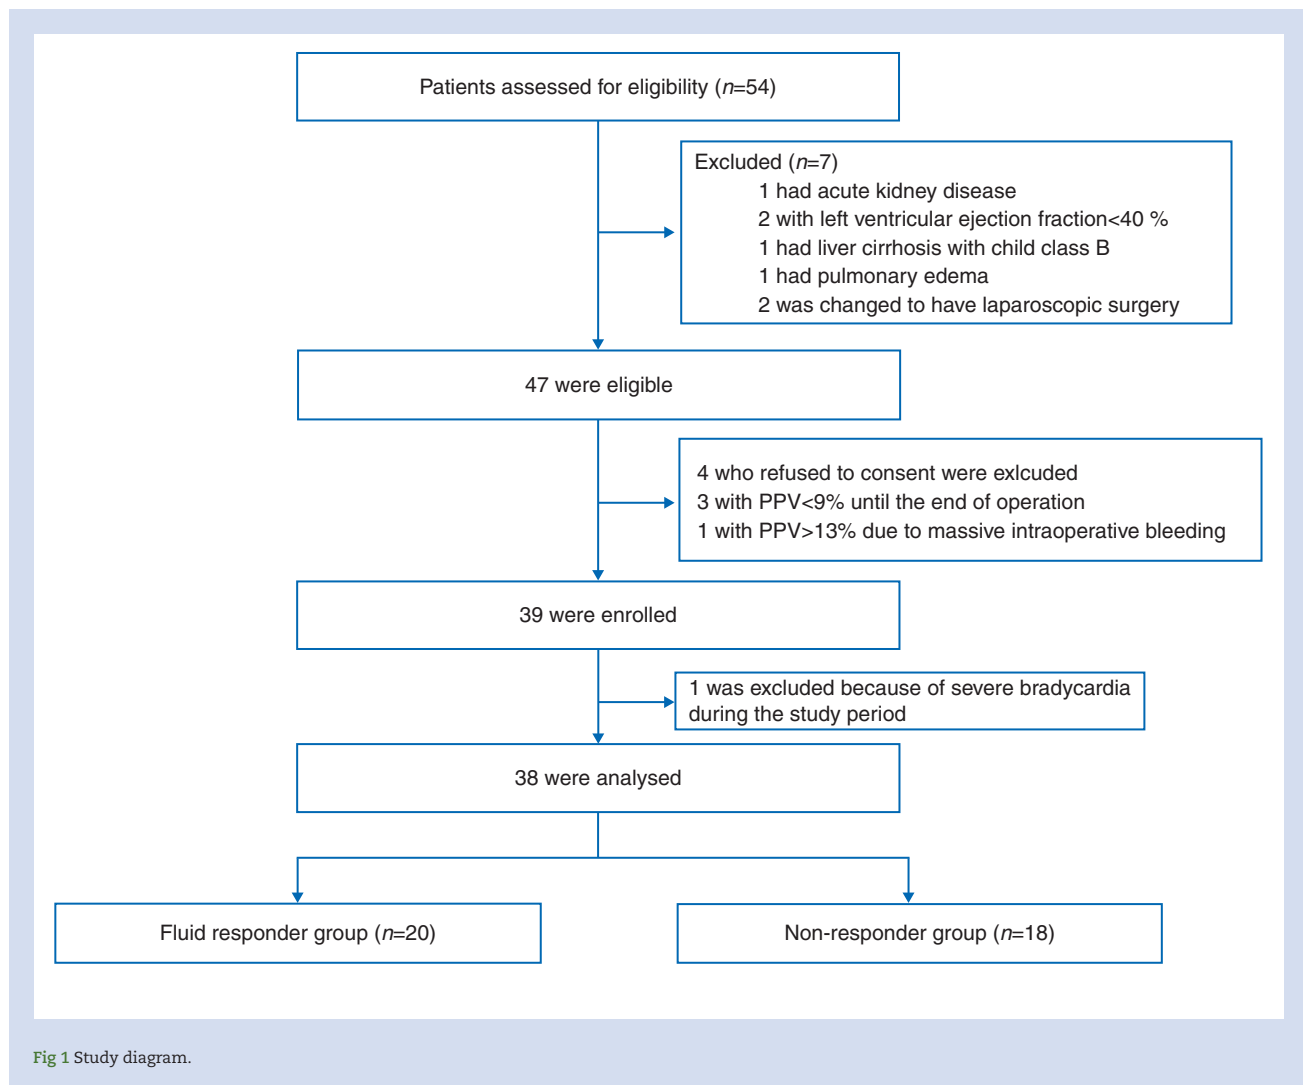 Patients assessed for eligibility (n=54)
Excluded (n=7)
1 had acute kidney disease
2 with left ventricular ejection fraction<40 %
1 had liver cirrhosis with child class B
1 had pulmonary edema
2 was changed to have laparoscopic surgery
47 were eligible
4 who refused to consent were exlcuded
3 with PPV<9% until the end of operation
1 with PPV>13% due to massive intraoperative bleeding
39 were enrolled
1 was excluded because of severe bradycardia
during the study period
38 were analysed
Fluid responder group (n=20)
Non-responder group (n=18)
Fig 1 Study diagram.